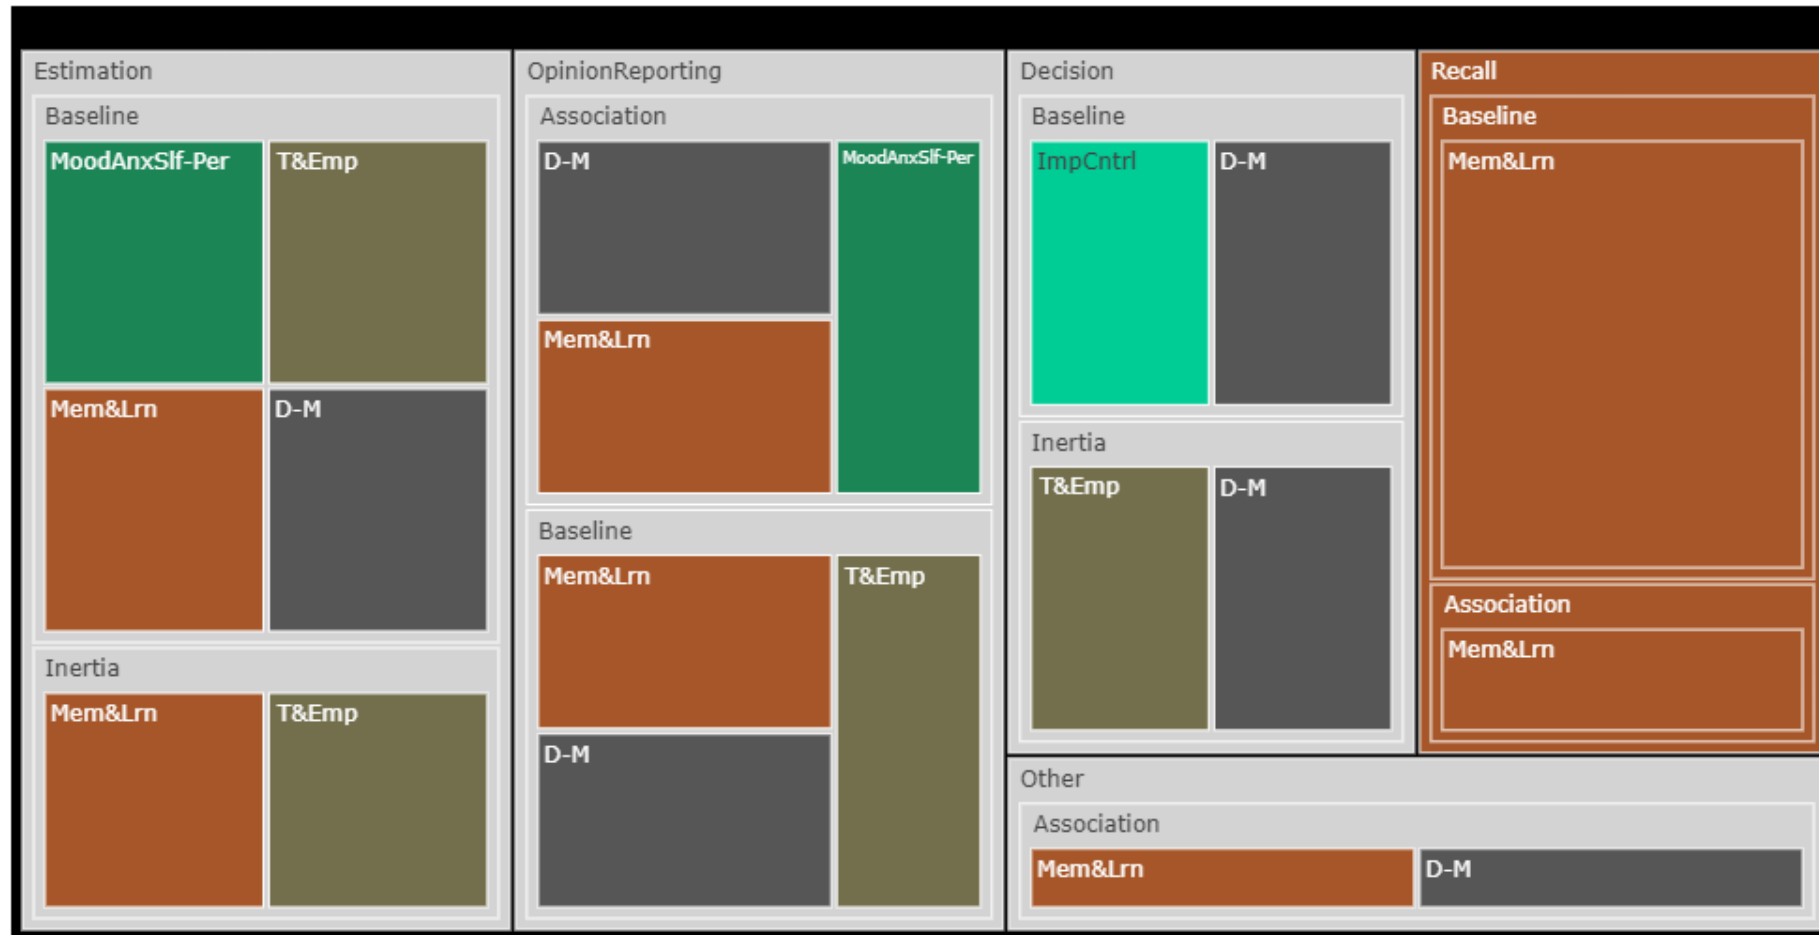 Estimation
Baseline
MoodAnxSlf-Per
T&Emp
Mem&Lrn
D-M
Inertia
Mem&Lrn
T&Emp
OpinionReporting
Association
D-M
MoodAnxSlf-Per
Mem&Lrn
Baseline
Mem&Lrn
T&Emp
D-M
Decision
Baseline
ImpCntrl
D-M
Inertia
T&Emp
D-M
Recall
Baseline
Mem&Lrn
Association
Mem&Lrn
Other
Association
Mem&Lrn
D-M